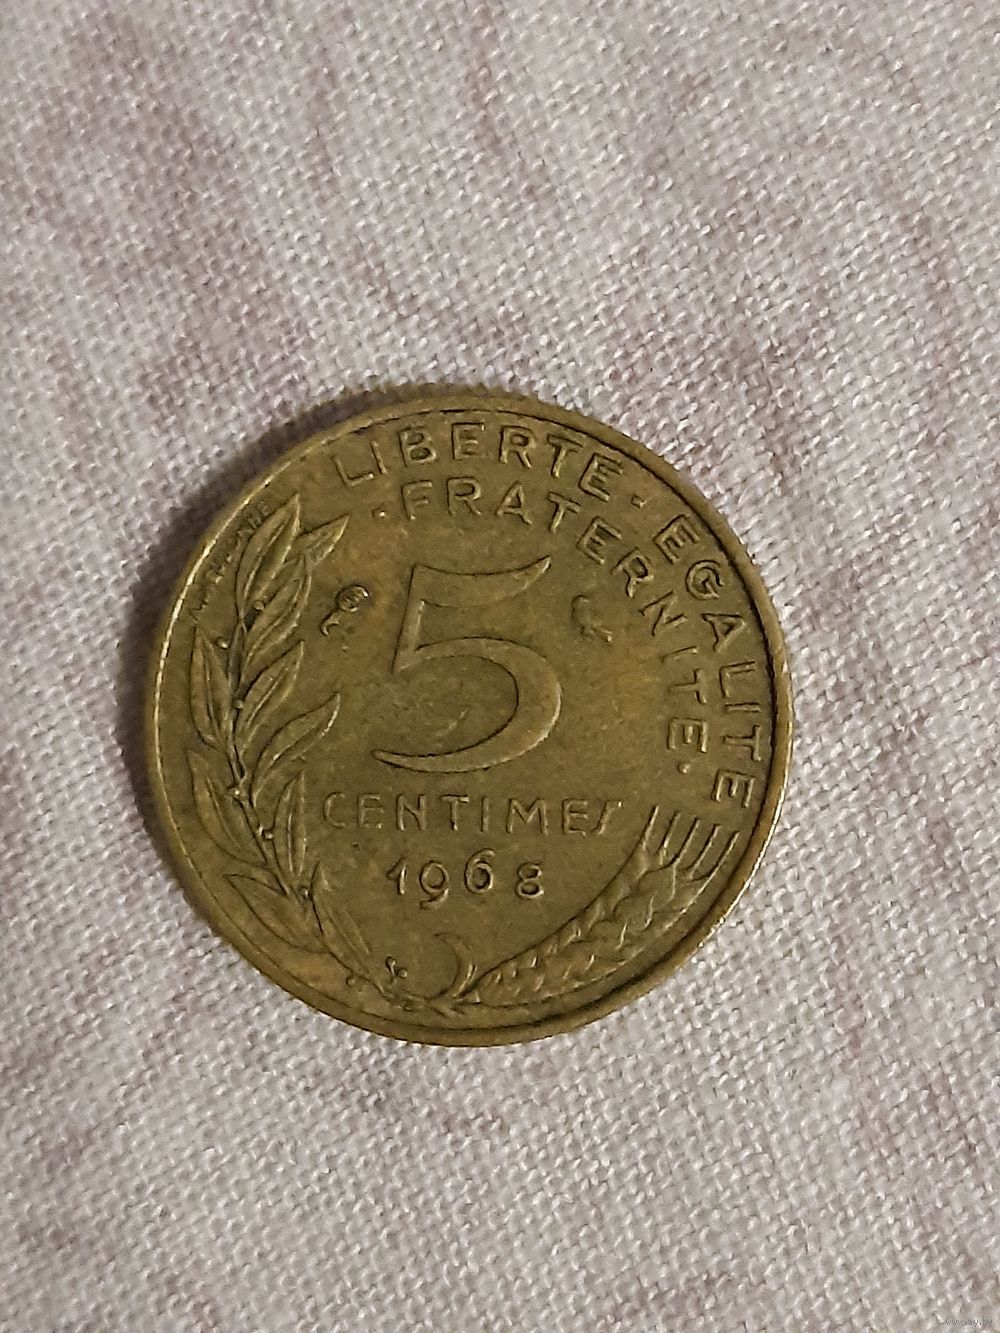 LIBERTE · EGALITE
· FRATERNITE ·
5
CENTIMES
1968